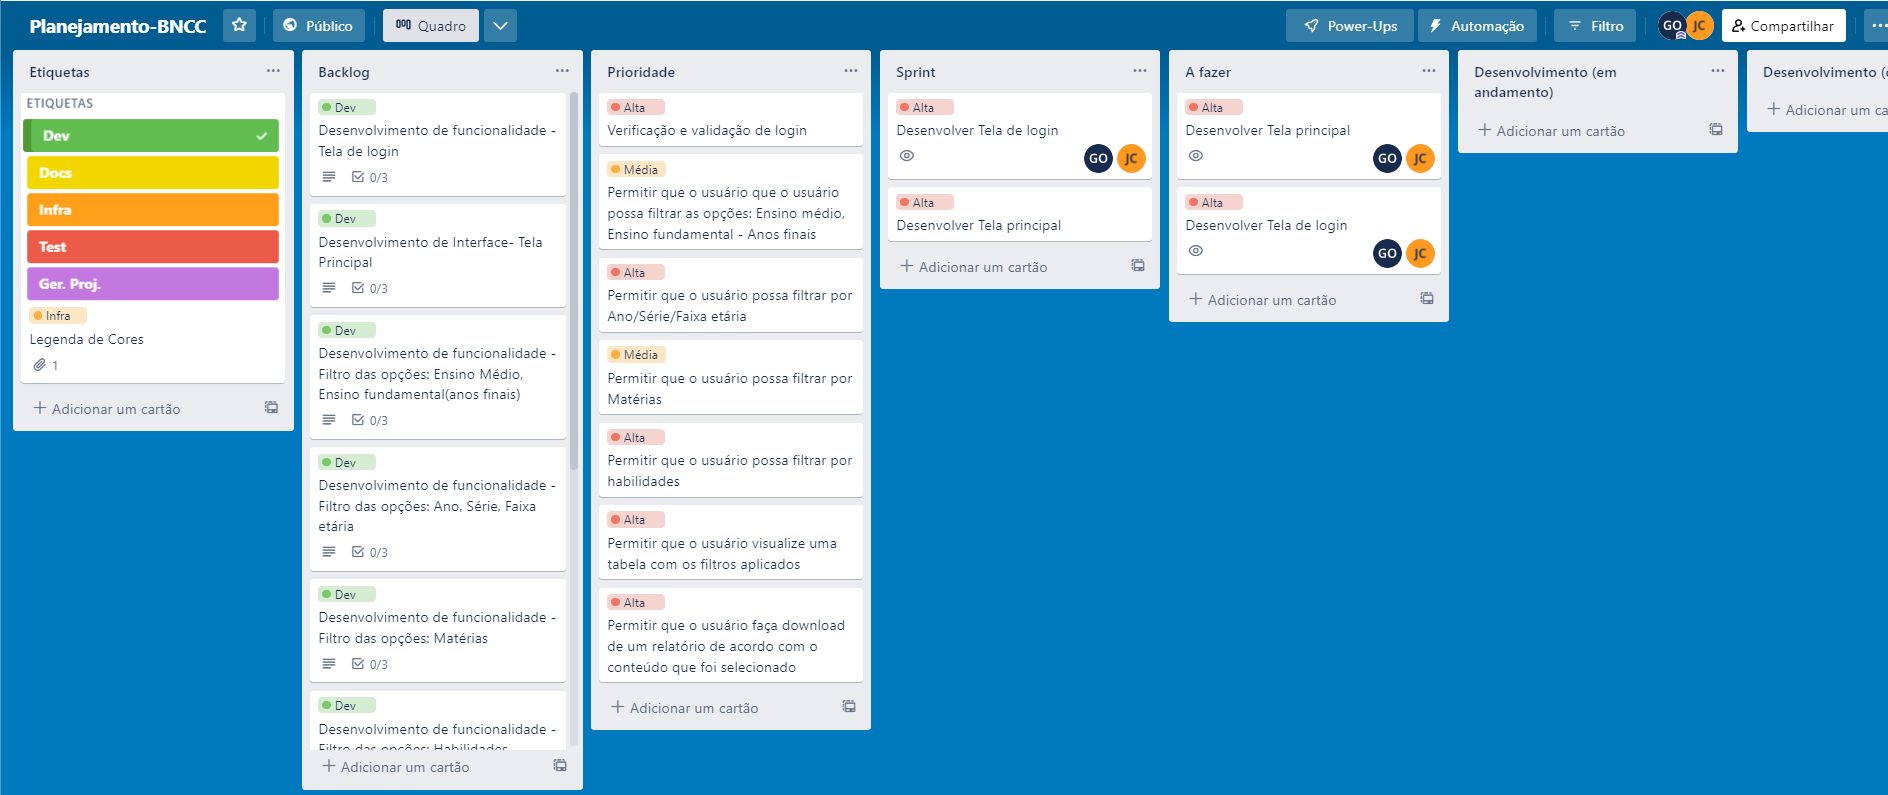 Planejamento-BNCC
Público
Quadro
Power-Ups
Automação
Filtro
GO
JC
Compartilhar
Etiquetas
ETIQUETAS
Dev
Docs
Infra
Test
Ger. Proj.
Infra
Legenda de Cores
1
Adicionar um cartão
Backlog
Dev
Desenvolvimento de funcionalidade -
Tela de login
0/3
Dev
Desenvolvimento de Interface- Tela
Principal
0/3
Dev
Desenvolvimento de funcionalidade -
Filtro das opções: Ensino Médio,
Ensino fundamental(anos finais)
0/3
Dev
Desenvolvimento de funcionalidade -
Filtro das opções: Ano, Série, Faixa
etária
0/3
Dev
Desenvolvimento de funcionalidade -
Filtro das opções: Matérias
0/3
Dev
Desenvolvimento de funcionalidade -
Filtro das opções: Habilidades
Adicionar um cartão
Prioridade
Alta
Verificação e validação de login
Média
Permitir que o usuário que o usuário
possa filtrar as opções: Ensino médio,
Ensino fundamental - Anos finais
Alta
Permitir que o usuário possa filtrar por
Ano/Série/Faixa etária
Média
Permitir que o usuário possa filtrar por
Matérias
Alta
Permitir que o usuário possa filtrar por
habilidades
Alta
Permitir que o usuário visualize uma
tabela com os filtros aplicados
Alta
Permitir que o usuário faça download
de um relatório de acordo com o
conteúdo que foi selecionado
Adicionar um cartão
Sprint
Alta
Desenvolver Tela de login
GO
JC
Alta
Desenvolver Tela principal
Adicionar um cartão
A fazer
Alta
Desenvolver Tela principal
GO
JC
Alta
Desenvolver Tela de login
GO
JC
Adicionar um cartão
Desenvolvimento (em
andamento)
Adicionar um cartão
Desenvolvimento (
Adicionar um ca